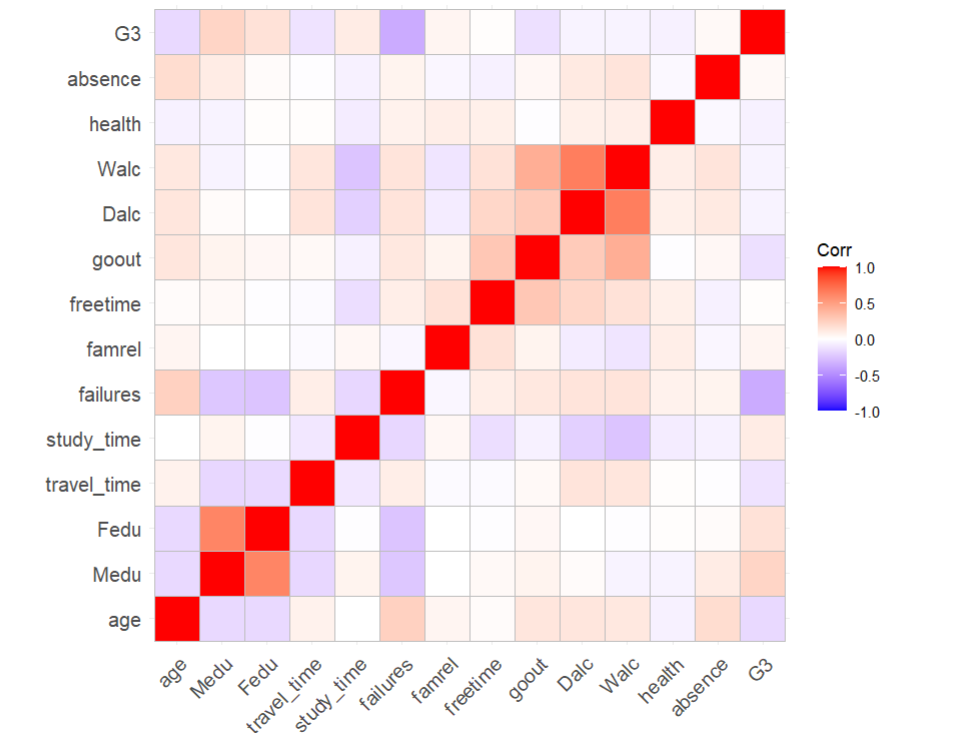 G3
absence
health
Walc
Dalc
goout
freetime
famrel
failures
study_time
travel_time
Fedu
Medu
age
age
Medu
Fedu
travel_time
study_time
failures
famrel
freetime
goout
Dalc
Walc
health
absence
G3
Corr
1.0
0.5
0.0
-0.5
-1.0